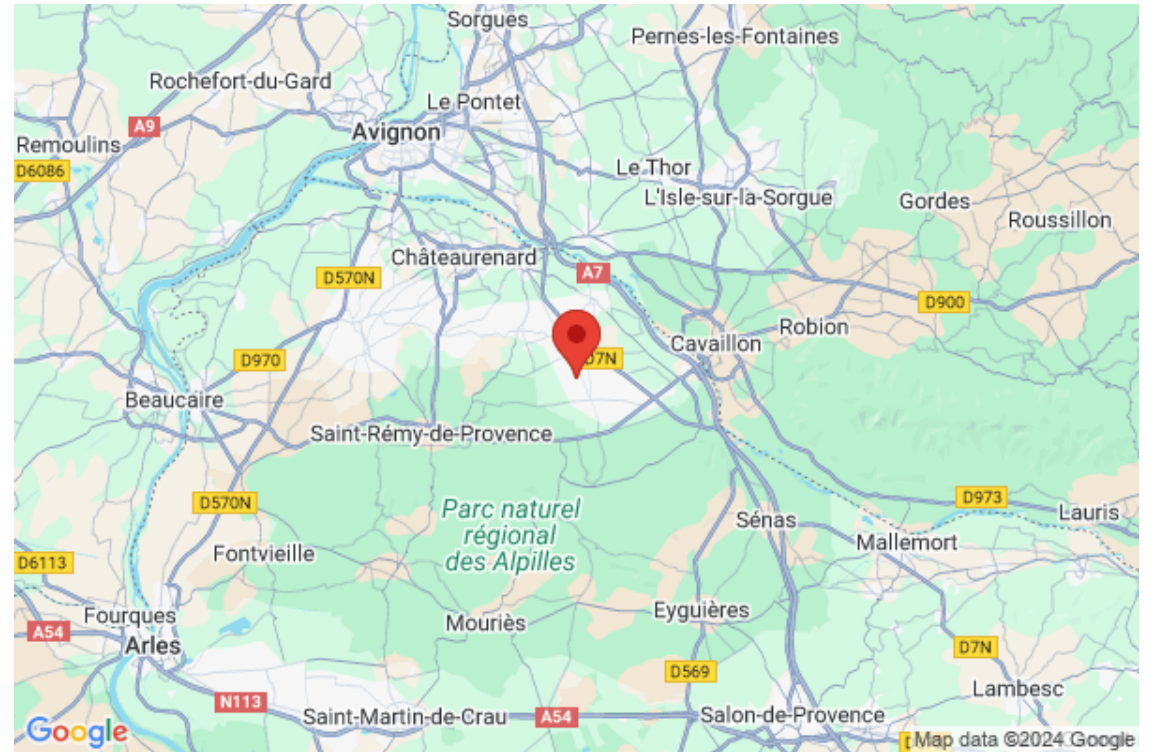 Sorgues
Pernes-les-Fontaines
Rochefort-du-Gard
Le Pontet
A9
Avignon
Remoulins
D6086
Le Thor
L'Isle-sur-la-Sorgue
Gordes
Roussillon
Châteaurenard
D570N
A7
D900
Robion
Cavaillon
D970
D7N
Beaucaire
Saint-Rémy-de-Provence
D570N
Parc naturel
régional
des Alpilles
D973
Lauris
Sénas
Mallemort
Fontvieille
D6113
Fourques
Mouriès
Eyguières
A54
Arles
D7N
D569
Lambesc
N113
Saint-Martin-de-Crau
A54
Salon-de-Provence
Google
Map data ©2024 Google